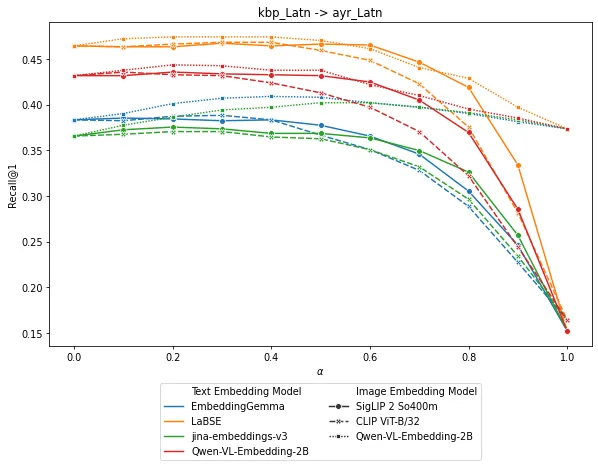 kbp_Latn -> ayr_Latn
0.45
0.40
0.35
0.30
0.25
0.20
0.15
Recall@1
0.0 0.2 0.4 0.6 0.8 1.0
α
Text Embedding Model
EmbeddingGemma
LaBSE
jina-embeddings-v3
Qwen-VL-Embedding-2B
Image Embedding Model
SigLIP 2 So400m
CLIP ViT-B/32
Qwen-VL-Embedding-2B